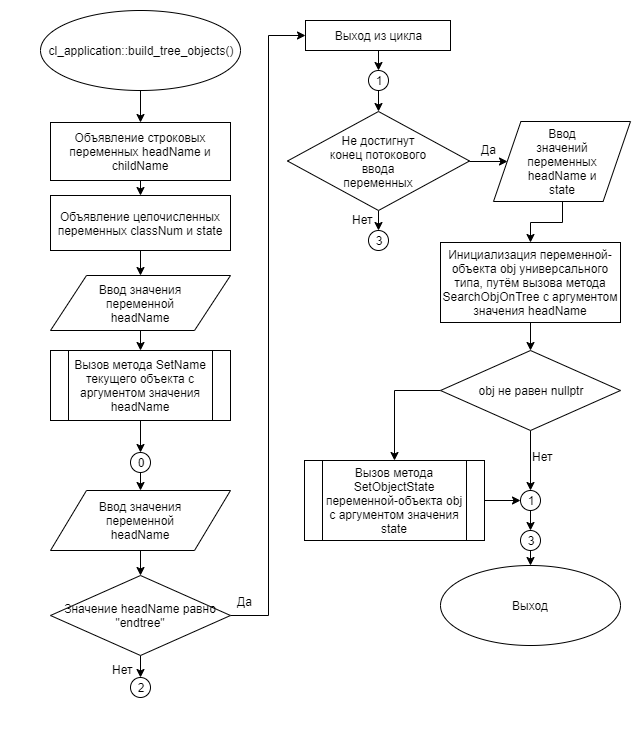 cl_application::build_tree_objects()
Объявление строковых
переменных headName и
childName
Объявление целочисленных
переменных classNum и state
Ввод значения
переменной
headName
Вызов метода SetName
текущего объекта с
аргументом значения
headName
0
Ввод значения
переменной
headName
Значение headName равно
"endtree"
Да
Нет
2
Выход из цикла
1
Не достигнут
конец потокового
ввода
переменных
Да
Нет
3
Ввод
значений
переменных
headName и
state
Инициализация переменной-
объекта obj универсального
типа, путём вызова метода
SearchObjOnTree с аргументом
значения headName
obj не равен nullptr
Нет
Вызов метода
SetObjectState
переменной-объекта obj
с аргументом значения
state
1
3
Выход